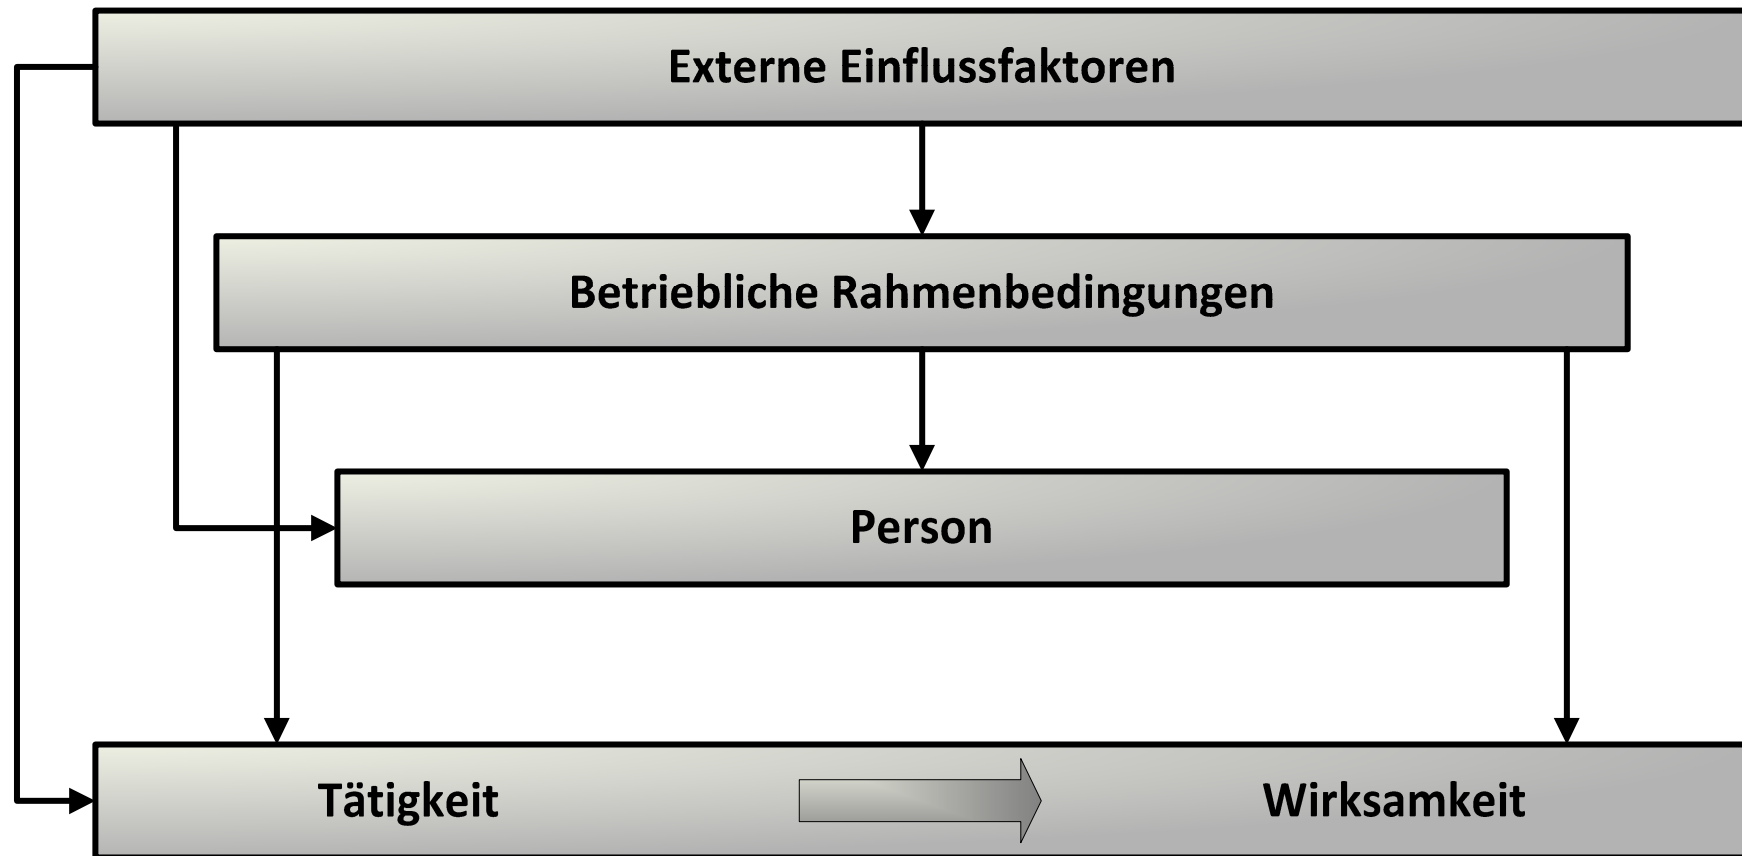 Externe Einflussfaktoren
Betriebliche Rahmenbedingungen
Person
Tätigkeit
Wirksamkeit